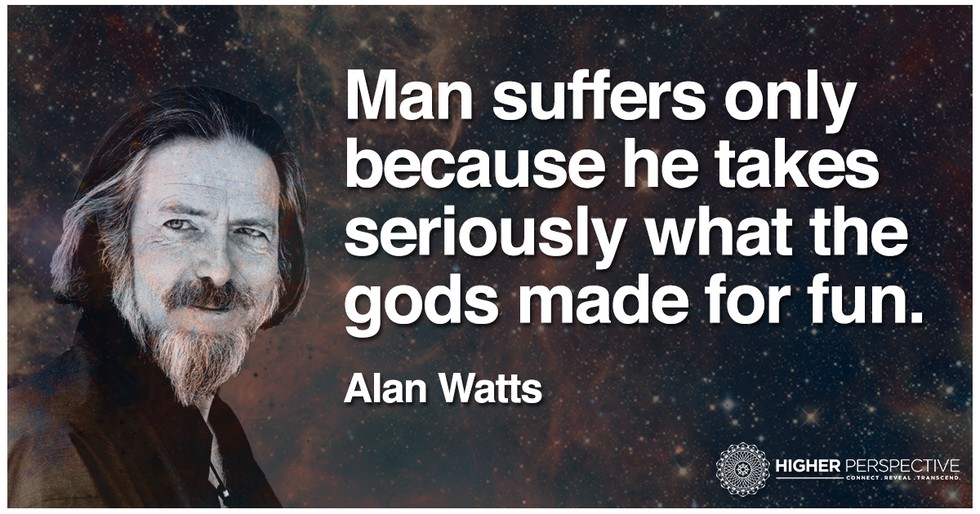 Man suffers only
because he takes
seriously what the
gods made for fun.
Alan Watts
HIGHER PERSPECTIVE
CONNECT . REVEAL . TRANSCEND.